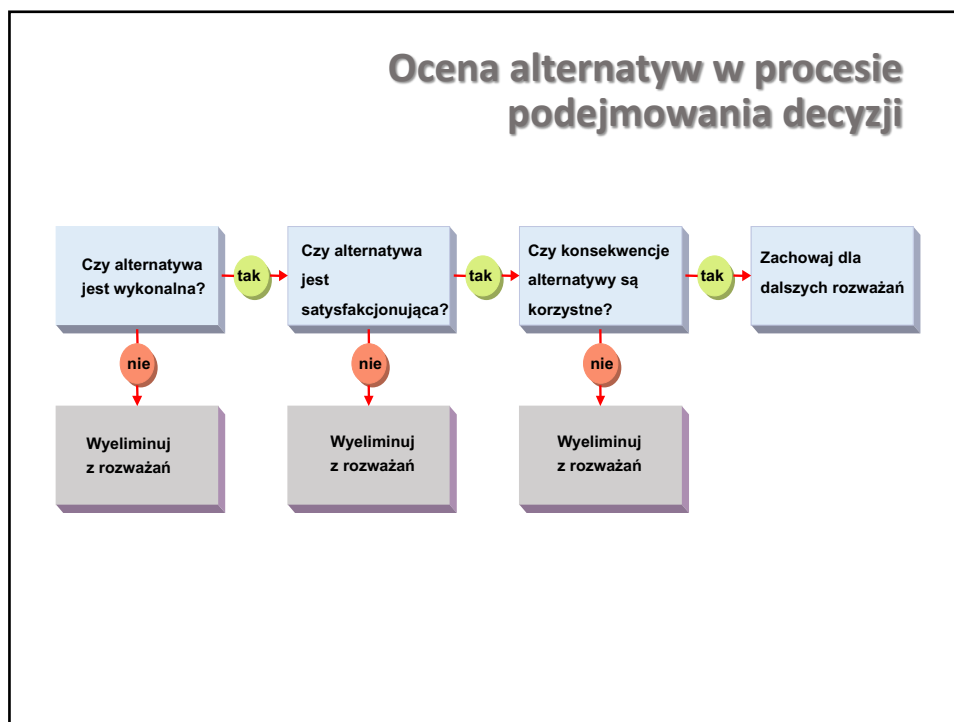 Ocena alternatyw w procesie
podejmowania decyzji
Czy alternatywa
jest wykonalna?
tak
Czy alternatywa
jest
satysfakcjonująca?
tak
Czy konsekwencje
alternatywy są
korzystne?
tak
Zachowaj dla
dalszych rozważań
nie
nie
nie
Wyeliminuj
z rozważań
Wyeliminuj
z rozważań
Wyeliminuj
z rozważań